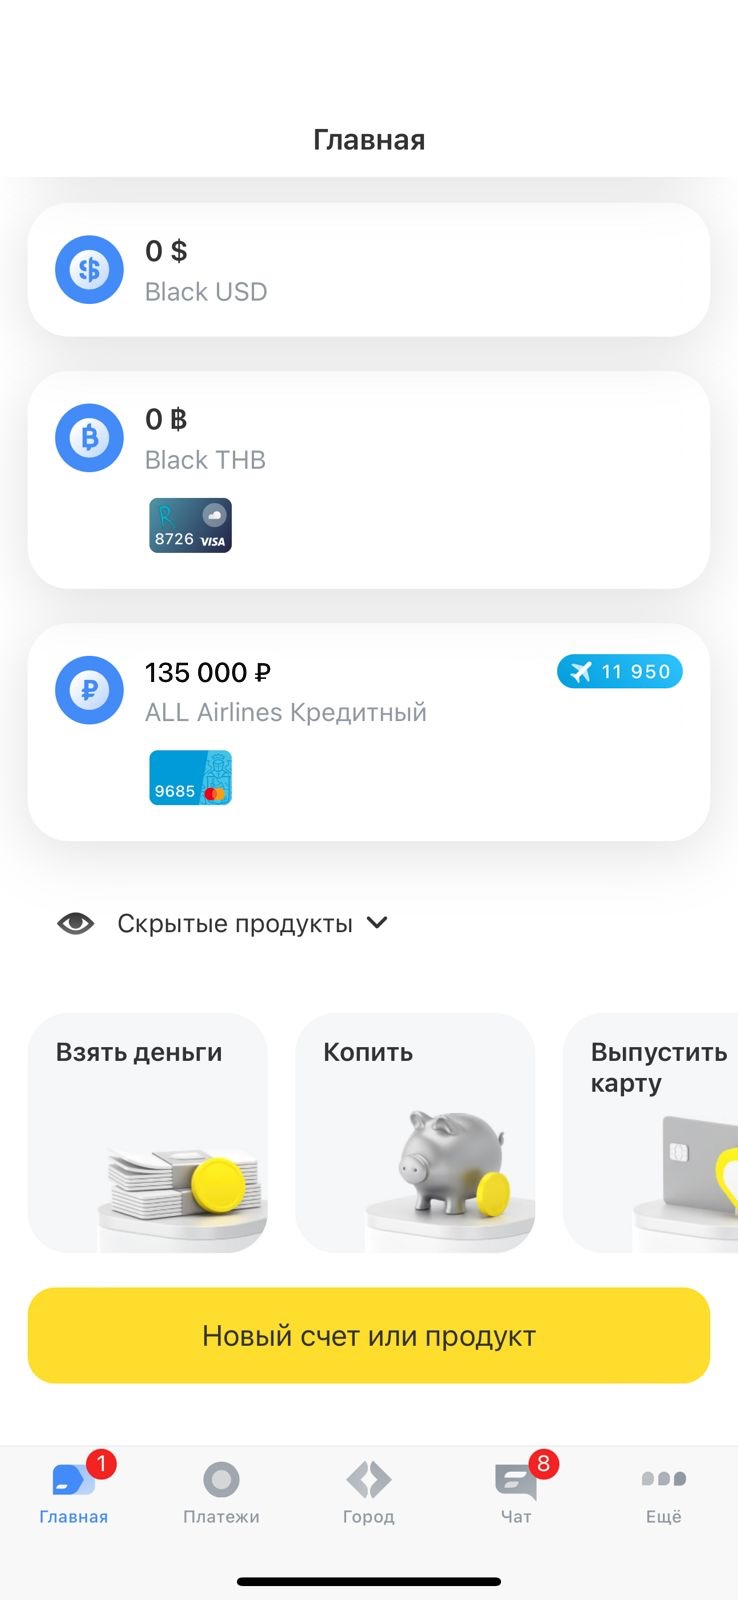 Главная
0 $
Black USD
0 ฿
Black THB
8726 VISA
135 000 ₽
11 950
ALL Airlines Кредитный
9685
Скрытые продукты
Взять деньги
Копить
Выпустить
карту
Новый счет или продукт
1
8
Главная
Платежи
Город
Чат
Ещё